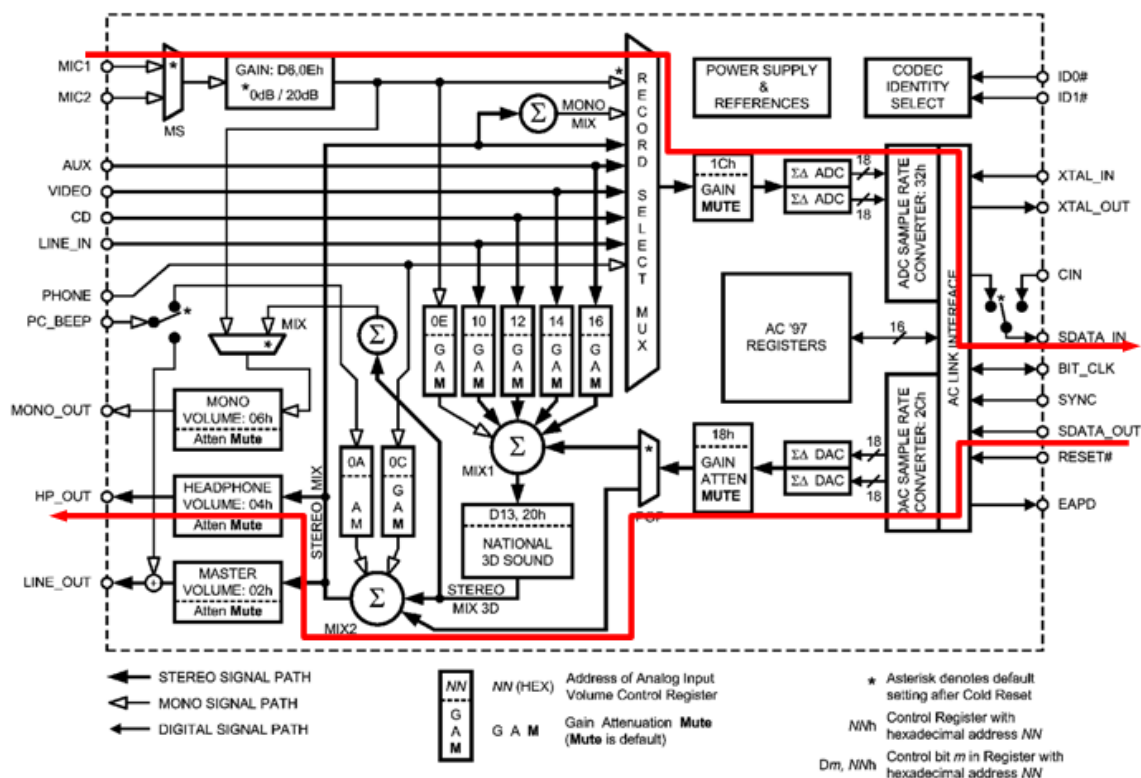 MIC1
MIC2
*
MS
GAIN: D6,0Eh
*0dB / 20dB
*
RECORD SELECT MUX
Σ
MONO
MIX
POWER SUPPLY
&
REFERENCES
CODEC
IDENTITY
SELECT
ID0#
ID1#
AUX
VIDEO
CD
LINE_IN
PHONE
PC_BEEP
*
1Ch
GAIN
MUTE
ΣΔ ADC
ΣΔ ADC
18
18
ADC SAMPLE RATE
CONVERTER: 32h
AC LINK INTERFACE
XTAL_IN
XTAL_OUT
CIN
*
SDATA_IN
BIT_CLK
SYNC
SDATA_OUT
RESET#
EAPD
MIX
*
Σ
0E
G
A
M
10
G
A
M
12
G
A
M
14
G
A
M
16
G
A
M
AC '97
REGISTERS
16
MONO_OUT
MONO
VOLUME: 06h
Atten Mute
HP_OUT
HEADPHONE
VOLUME: 04h
Atten Mute
LINE_OUT
+
MASTER
VOLUME: 02h
Atten Mute
STEREO MIX
0A
A
M
0C
G
A
M
Σ
MIX1
D13, 20h
NATIONAL
3D SOUND
STEREO
MIX 3D
Σ
MIX2
*
POP
18h
GAIN
ATTEN
MUTE
ΣΔ DAC
ΣΔ DAC
18
18
DAC SAMPLE RATE
CONVERTER: 2Ch
STEREO SIGNAL PATH
MONO SIGNAL PATH
DIGITAL SIGNAL PATH
NN
G
A
M
NN (HEX)
Address of Analog Input
Volume Control Register
G A M
Gain Attenuation Mute
(Mute is default)
* Asterisk denotes default
setting after Cold Reset
NNh Control Register with
hexadecimal address NN
Dm, NNh Control bit m in Register with
hexadecimal address NN